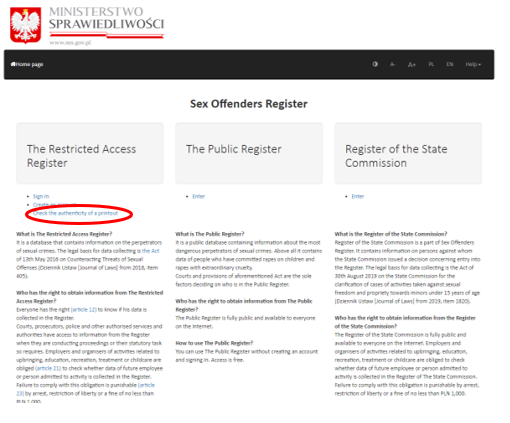 MINISTERSTWO
SPRAWIEDLIWOŚCI
www.ms.gov.pl
Home page
A- A+ PL EN Help
Sex Offenders Register
The Restricted Access
Register
Sign in
Create an
Check the authenticity of a printout
What is The Restricted Access Register?
It is a database that contains information on the perpetrators
of sexual crimes. The legal basis for data collecting is the Act
of 13th May 2016 on Counteracting Threats of Sexual
Offenses (Dziennik Ustaw [Journal of Laws] from 2018, item
405).
Who has the right to obtain information from The Restricted
Access Register?
Everyone has the right (article 12) to know if his data is
collected in the Register.
Courts, prosecutors, police and other authorised services and
authorities have access to information from the Register
when they are conducting proceedings or their statutory task
so requires. Employers and organsers of activities related to
upbringing, education, recreation, treatment or childcare are
obliged (article 21) to check whether data of future employee
or person admitted to activity is collected in the Register.
Failure to comply with this obligation is punishable (article
23) by arrest, restriction of liberty or a fine of no less than
PLN 1,000.
The Public Register
Enter
What is The Public Register?
It is a public database containing information about the most
dangerous perpetrators of sexual crimes. Above all it contains
data of people who have committed rapes on children and
rapes with extraordinary cruelty.
Courts and provisions of aforementioned Act are the sole
factors deciding on who is in the Public Register.
Who has the right to obtain information from The Public
Register?
The Public Register is fully public and available to everyone
on the Internet.
How to use The Public Register?
You can use The Public Register without creating an account
and signing in. Access is free.
Register of the State
Commission
Enter
What is the Register of the State Commission?
Register of the State Commission is a part of Sex Offenders
Register. It contains information on persons against whom
the State Commission issued a decision concerning entry into
the Register. The legal basis for data collecting is the Act of
30th August 2019 on the State Commission for the
clarification of cases of activities taken against sexual
freedom and propriety towards minors under 15 years of age
(Dziennik Ustaw [Journal of Laws] from 2019, item 1820).
Who has the right to obtain information from the Register
of the State Commission?
The Register of the State Commission is fully public and
available to everyone on the Internet. Employers and
organsers of activities related to upbringing, education,
recreation, treatment or childcare are obliged to check
whether data of future employee or person admitted to
activity is collected in the Register of The State Commission.
Failure to comply with this obligation is punishable by arrest,
restriction of liberty or a fine of no less than PLN 1,000.